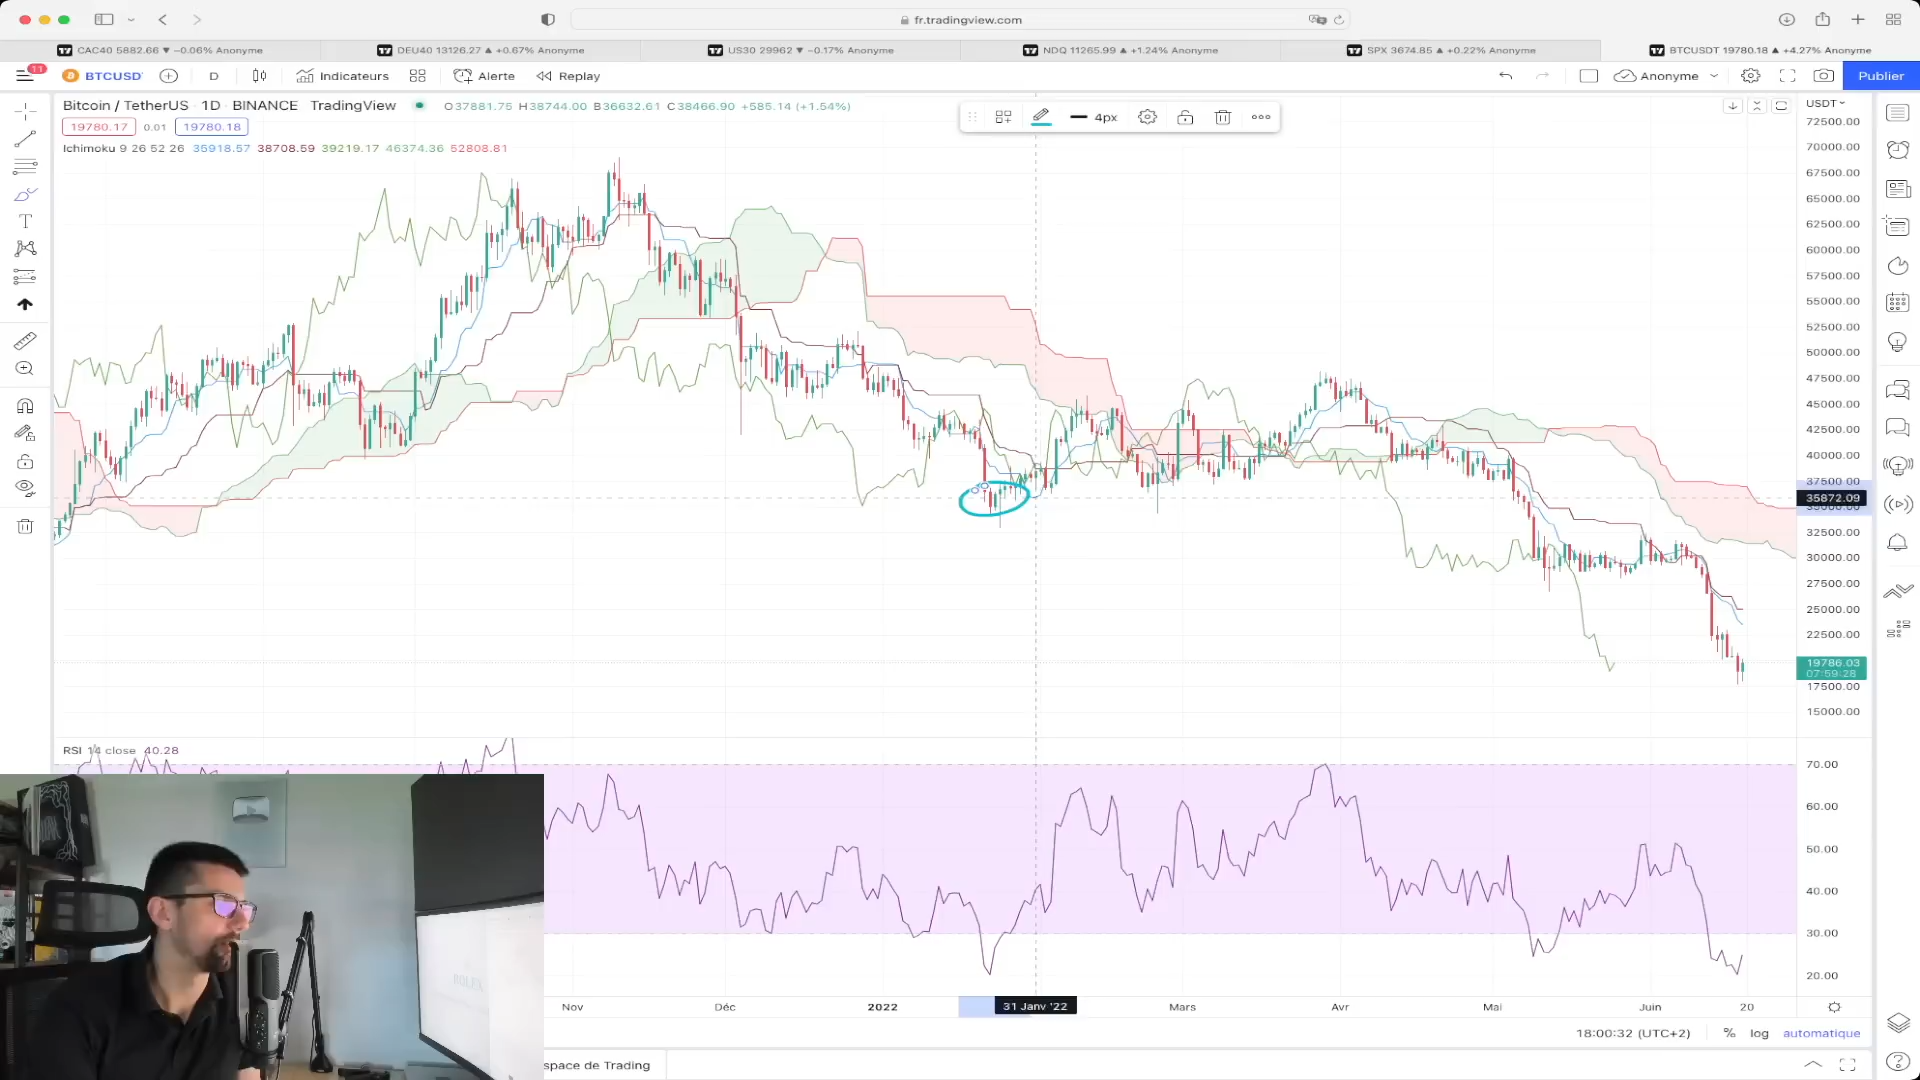 fr.tradingview.com
CAC40 5882.66 ▼ −0.06% Anonyme
DEU40 13126.27 ▲ +0.67% Anonyme
US30 29962 ▼ −0.17% Anonyme
NDQ 11265.99 ▲ +1.24% Anonyme
SPX 3674.85 ▲ +0.22% Anonyme
BTCUSDT 19780.18 ▲ +4.27% Anonyme
11
BTCUSD
D
Indicateurs
Alerte
Replay
Anonyme
Publier
Bitcoin / TetherUS 1D BINANCE TradingView
O37881.75 H38744.00 B36632.61 C38466.90 +585.14 (+1.54%)
4px
USDT
19780.17 0.01 19780.18
Ichimoku 9 26 52 26 35918.57 38708.59 39219.17 46374.36 52808.81
72500.00
70000.00
67500.00
65000.00
62500.00
60000.00
57500.00
55000.00
52500.00
50000.00
47500.00
45000.00
42500.00
40000.00
37500.00
35872.09
32500.00
30000.00
27500.00
25000.00
22500.00
19786.03
07:59:28
17500.00
15000.00
RSI 14 close 40.28
70.00
60.00
50.00
40.00
30.00
20.00
Nov Déc 2022 31 Janv '22 Mars Avr Mai Juin 20
18:00:32 (UTC+2) % log automatique
space de Trading
ROLEX